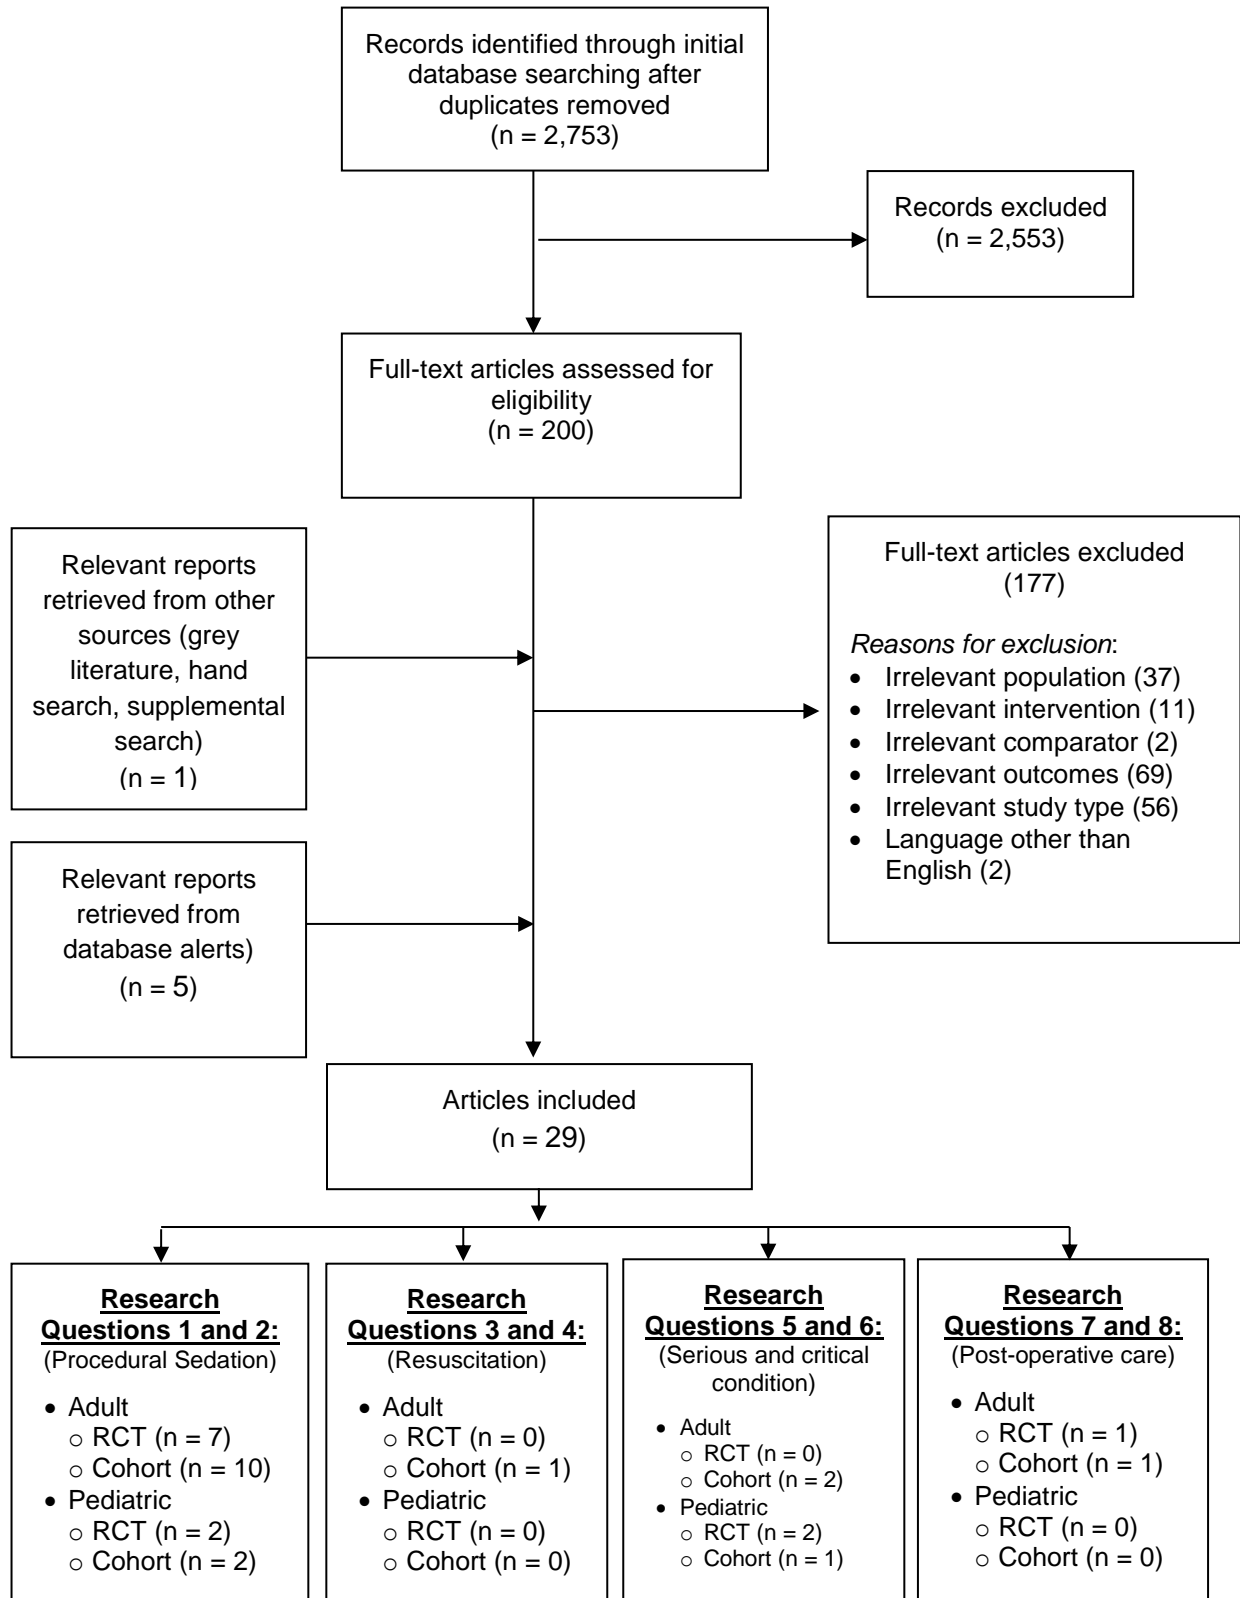 Records identified through initial
database searching after
duplicates removed
(n = 2,753)
Records excluded
(n = 2,553)
Full-text articles assessed for
eligibility
(n = 200)
Relevant reports
retrieved from other
sources (grey
literature, hand
search, supplemental
search)
(n = 1)
Full-text articles excluded
(177)
Reasons for exclusion:
• Irrelevant population (37)
• Irrelevant intervention (11)
• Irrelevant comparator (2)
• Irrelevant outcomes (69)
• Irrelevant study type (56)
• Language other than
English (2)
Relevant reports
retrieved from
database alerts)
(n = 5)
Articles included
(n = 29)
Research
Questions 1 and 2:
(Procedural Sedation)
• Adult
○ RCT (n = 7)
○ Cohort (n = 10)
• Pediatric
○ RCT (n = 2)
○ Cohort (n = 2)
Research
Questions 3 and 4:
(Resuscitation)
• Adult
○ RCT (n = 0)
○ Cohort (n = 1)
• Pediatric
○ RCT (n = 0)
○ Cohort (n = 0)
Research
Questions 5 and 6:
(Serious and critical
condition)
• Adult
○ RCT (n = 0)
○ Cohort (n = 2)
• Pediatric
○ RCT (n = 2)
○ Cohort (n = 1)
Research
Questions 7 and 8:
(Post-operative care)
• Adult
○ RCT (n = 1)
○ Cohort (n = 1)
• Pediatric
○ RCT (n = 0)
○ Cohort (n = 0)